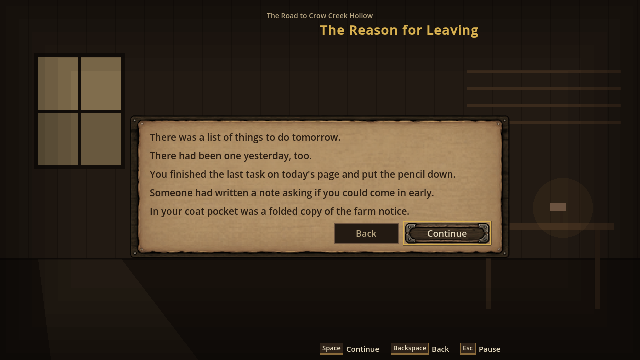 The Road to Crow Creek Hollow
The Reason for Leaving
There was a list of things to do tomorrow.
There had been one yesterday, too.
You finished the last task on today's page and put the pencil down.
Someone had written a note asking if you could come in early.
In your coat pocket was a folded copy of the farm notice.
Back Continue
Space Continue Backspace Back Esc Pause